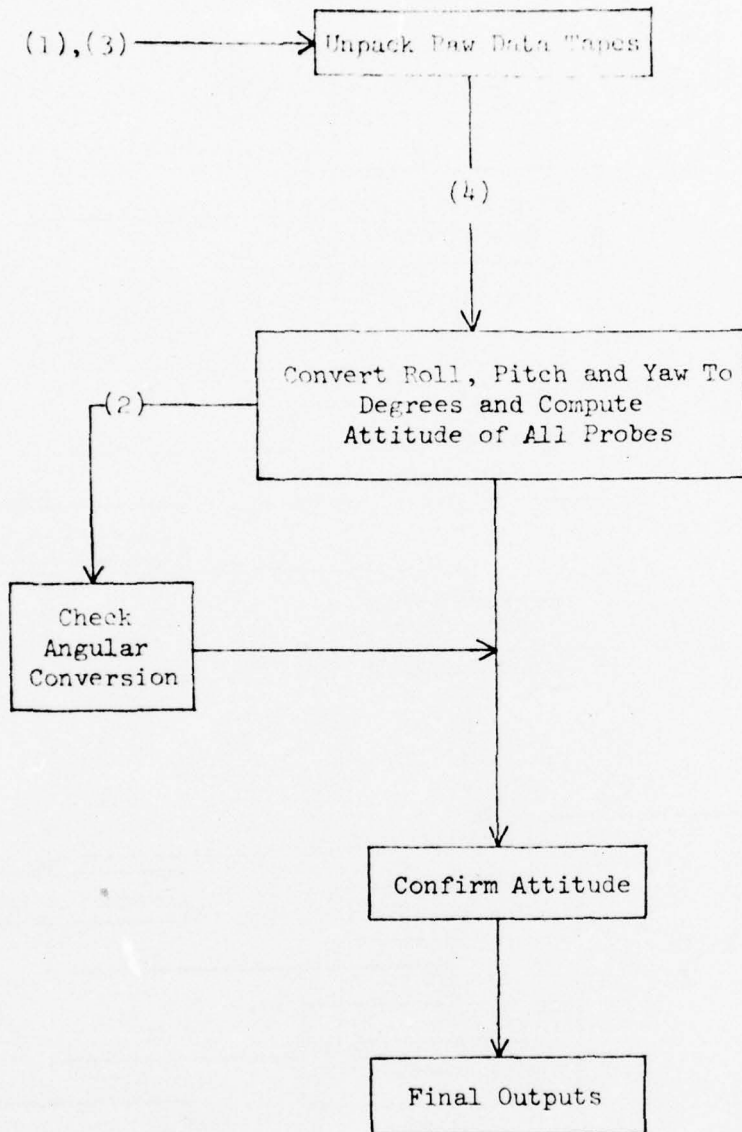 (1),(3)
Unpack Raw Data Tapes
(4)
Convert Roll, Pitch and Yaw To
Degrees and Compute
Attitude of All Probes
(2)
Check
Angular
Conversion
Confirm Attitude
Final Outputs